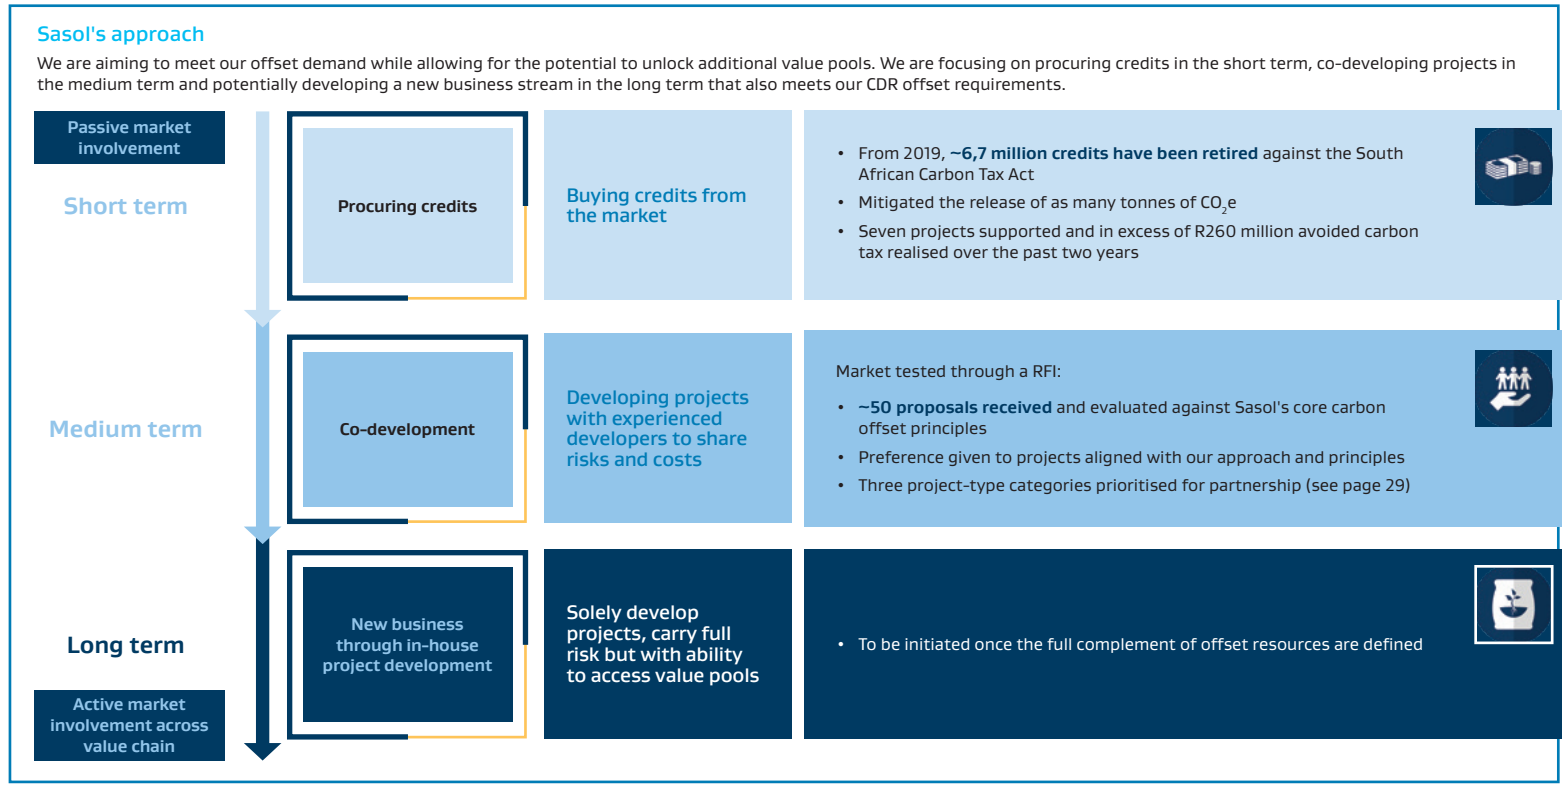 Sasol's approach
We are aiming to meet our offset demand while allowing for the potential to unlock additional value pools. We are focusing on procuring credits in the short term, co-developing projects in
the medium term and potentially developing a new business stream in the long term that also meets our CDR offset requirements.
Passive market
involvement
Short term
Procuring credits
Buying credits from
the market
• From 2019, ~6,7 million credits have been retired against the South
African Carbon Tax Act
• Mitigated the release of as many tonnes of CO2e
• Seven projects supported and in excess of R260 million avoided carbon
tax realised over the past two years
Medium term
Co-development
Developing projects
with experienced
developers to share
risks and costs
Market tested through a RFI:
• ~50 proposals received and evaluated against Sasol's core carbon
offset principles
• Preference given to projects aligned with our approach and principles
• Three project-type categories prioritised for partnership (see page 29)
Long term
Active market
involvement across
value chain
New business
through in-house
project development
Solely develop
projects, carry full
risk but with ability
to access value pools
• To be initiated once the full complement of offset resources are defined